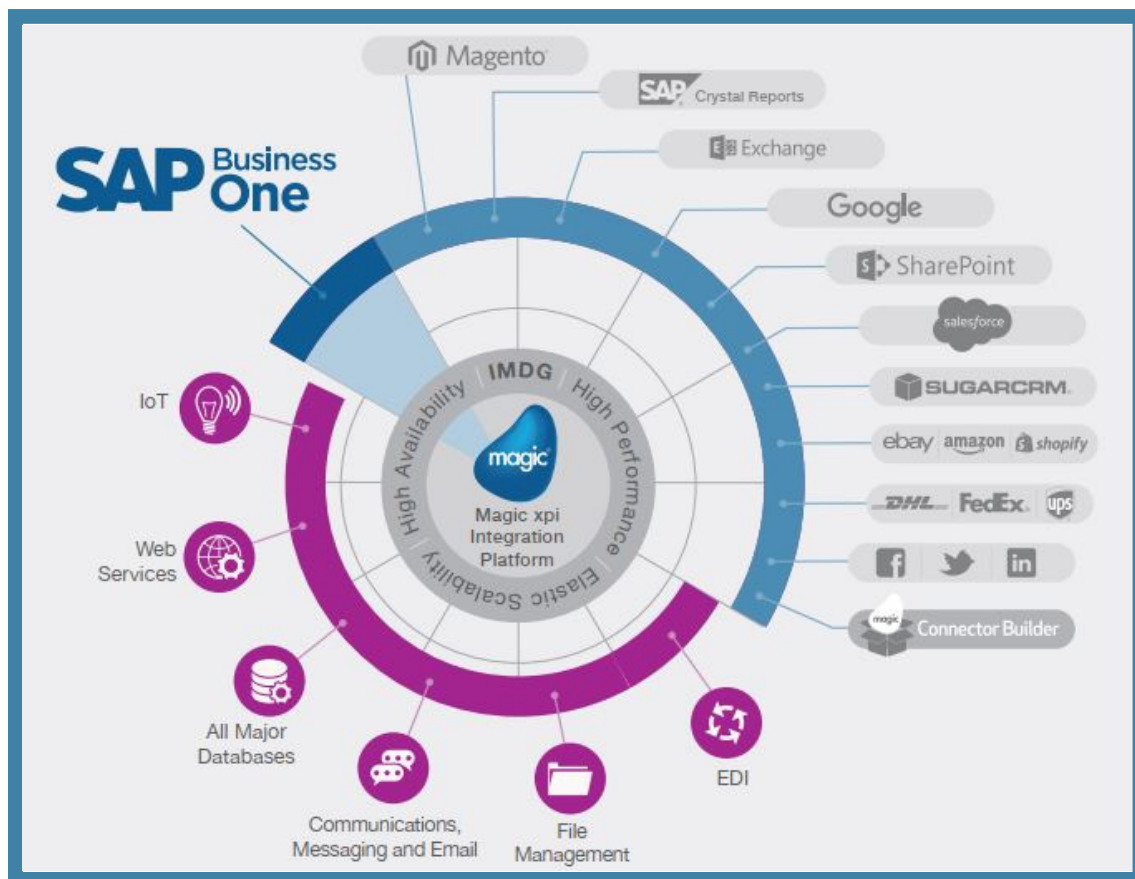 Magento
SAP Crystal Reports
E Exchange
SAP Business
One
Google
S SharePoint
salesforce
SUGARCRM.
ebay amazon shopify
DHL FedEx. ups
f in
magic Connector Builder
IMDG
High Performance
Elastic Scalability
High Availability
magic
Magic xpi
Integration
Platform
IoT
Web
Services
All Major
Databases
Communications,
Messaging and Email
File
Management
EDI